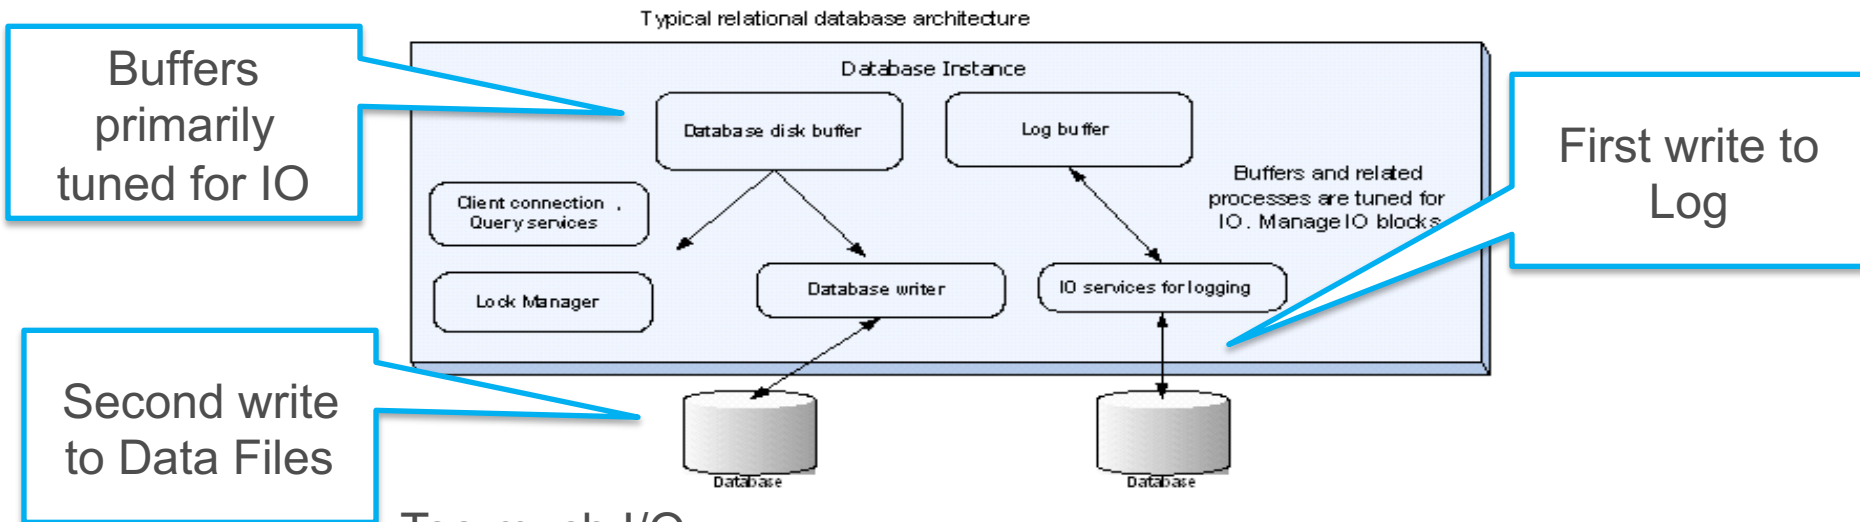 Typical relational database architecture
Buffers
primarily
tuned for IO
Database Instance
Database disk buffer
Log buffer
First write to
Log
Buffers and related
processes are tuned for
IO. Manage IO blocks
Client connection ,
Query services
Lock Manager
Database writer
IO services for logging
Second write
to Data Files
Database
Database
Too much I/O